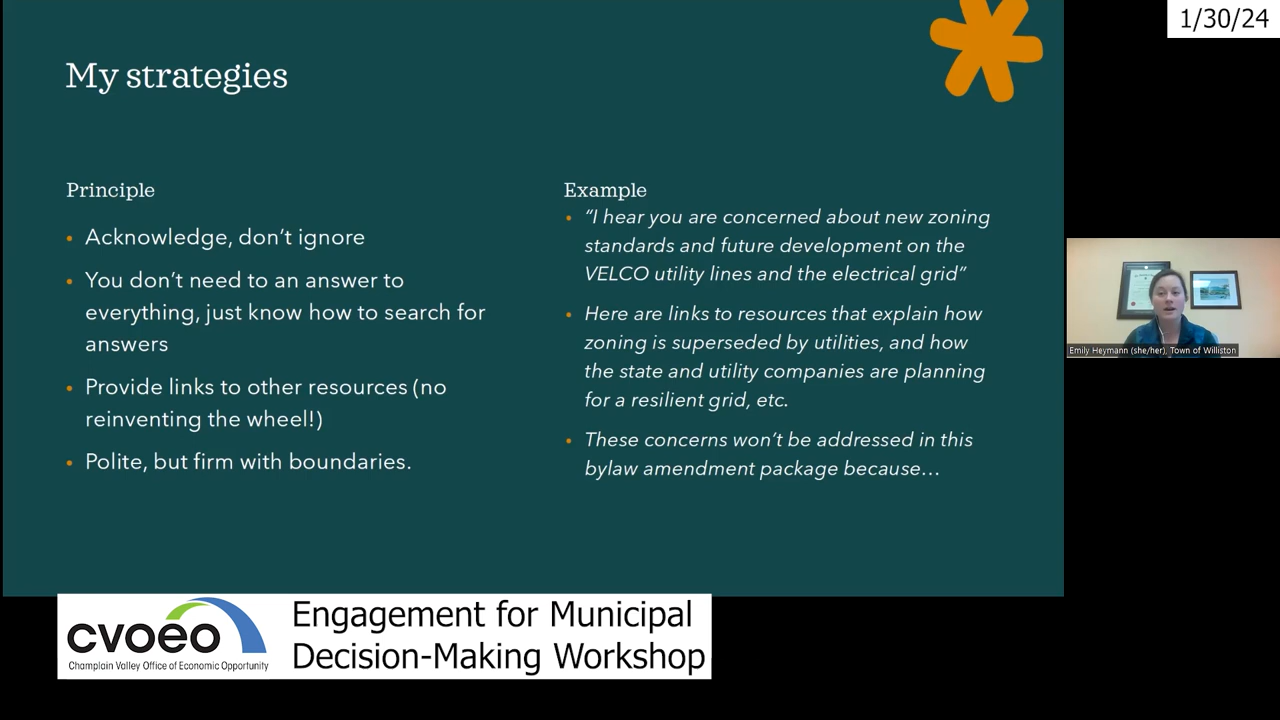 1/30/24
My strategies
Principle
Acknowledge, don't ignore
You don't need to an answer to
everything, just know how to search for
answers
Provide links to other resources (no
reinventing the wheel!)
Polite, but firm with boundaries.
Example
"I hear you are concerned about new zoning
standards and future development on the
VELCO utility lines and the electrical grid"
Here are links to resources that explain how
zoning is superseded by utilities, and how
the state and utility companies are planning
for a resilient grid, etc.
These concerns won't be addressed in this
bylaw amendment package because…
Emily Heymann (she/her), Town of Williston
cvoeo
Champlain Valley Office of Economic Opportunity
Engagement for Municipal
Decision-Making Workshop